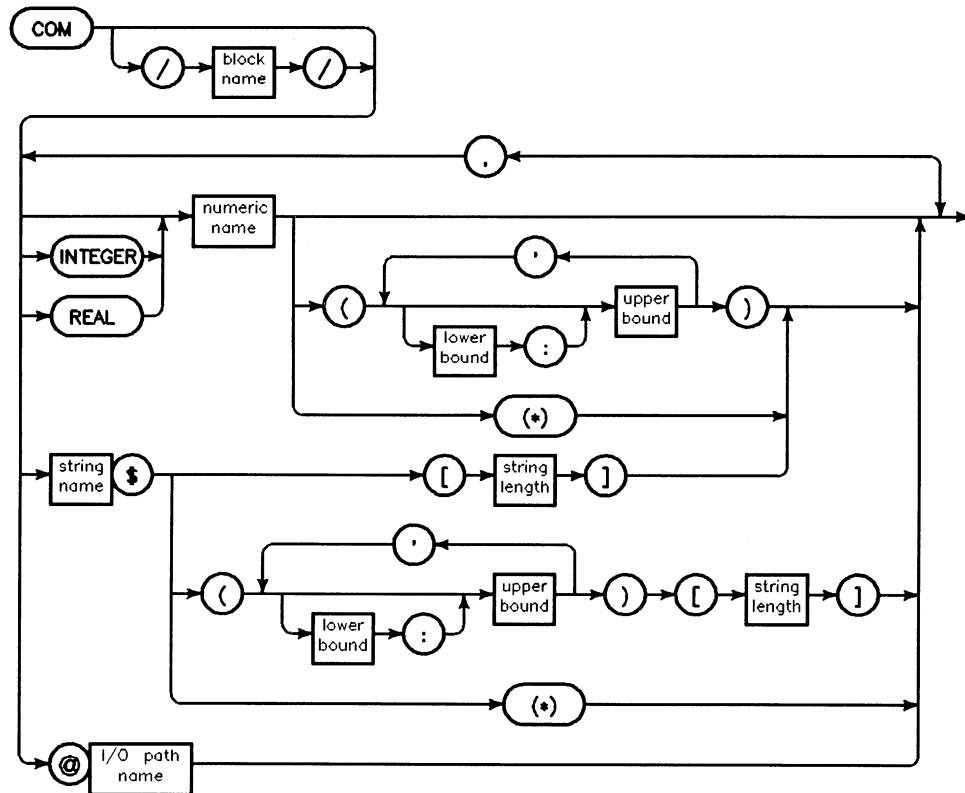 COM
/
block
name
/
,
numeric
name
INTEGER
REAL
,
(
lower
bound
:
upper
bound
)
(*)
string
name
$
[
string
length
]
,
(
lower
bound
:
upper
bound
)
[
string
length
]
(*)
@
I/O path
name